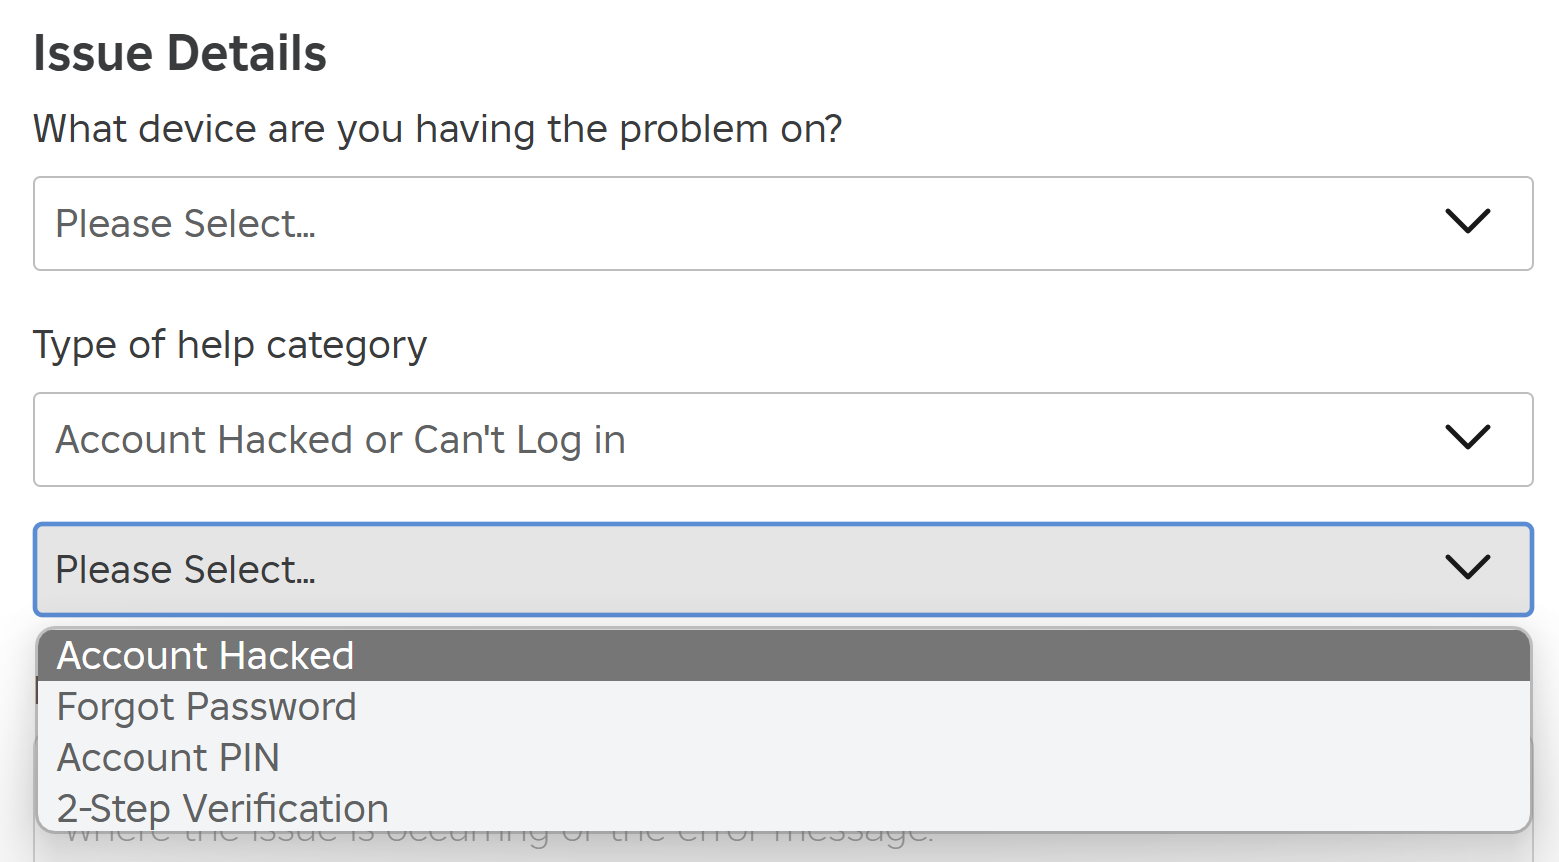 Issue Details
What device are you having the problem on?
Please Select...
Type of help category
Account Hacked or Can't Log in
Please Select...
Account Hacked
Forgot Password
Account PIN
2-Step Verification
where the issue is occurring or the error message.